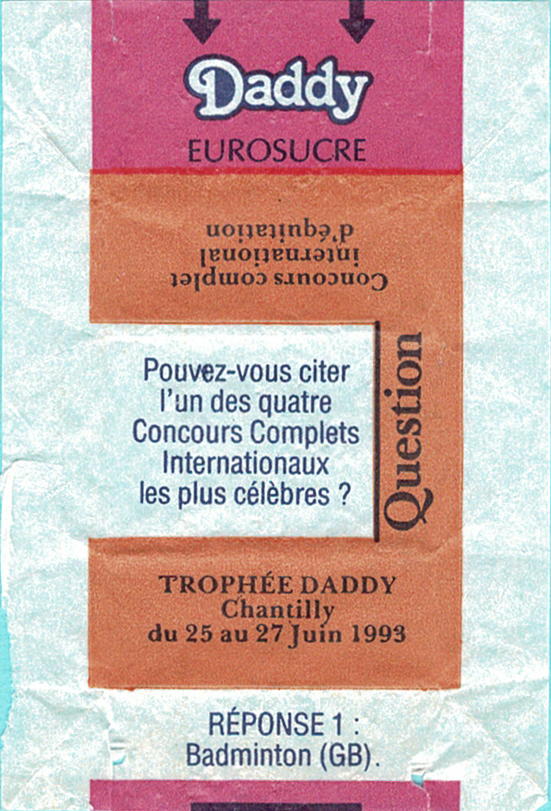 Daddy
EUROSUCRE
Concours complet
international
d'équitation
Pouvez-vous citer
l'un des quatre
Concours Complets
Internationaux
les plus célèbres ?
Question
TROPHÉE DADDY
Chantilly
du 25 au 27 Juin 1993
RÉPONSE 1 :
Badminton (GB).